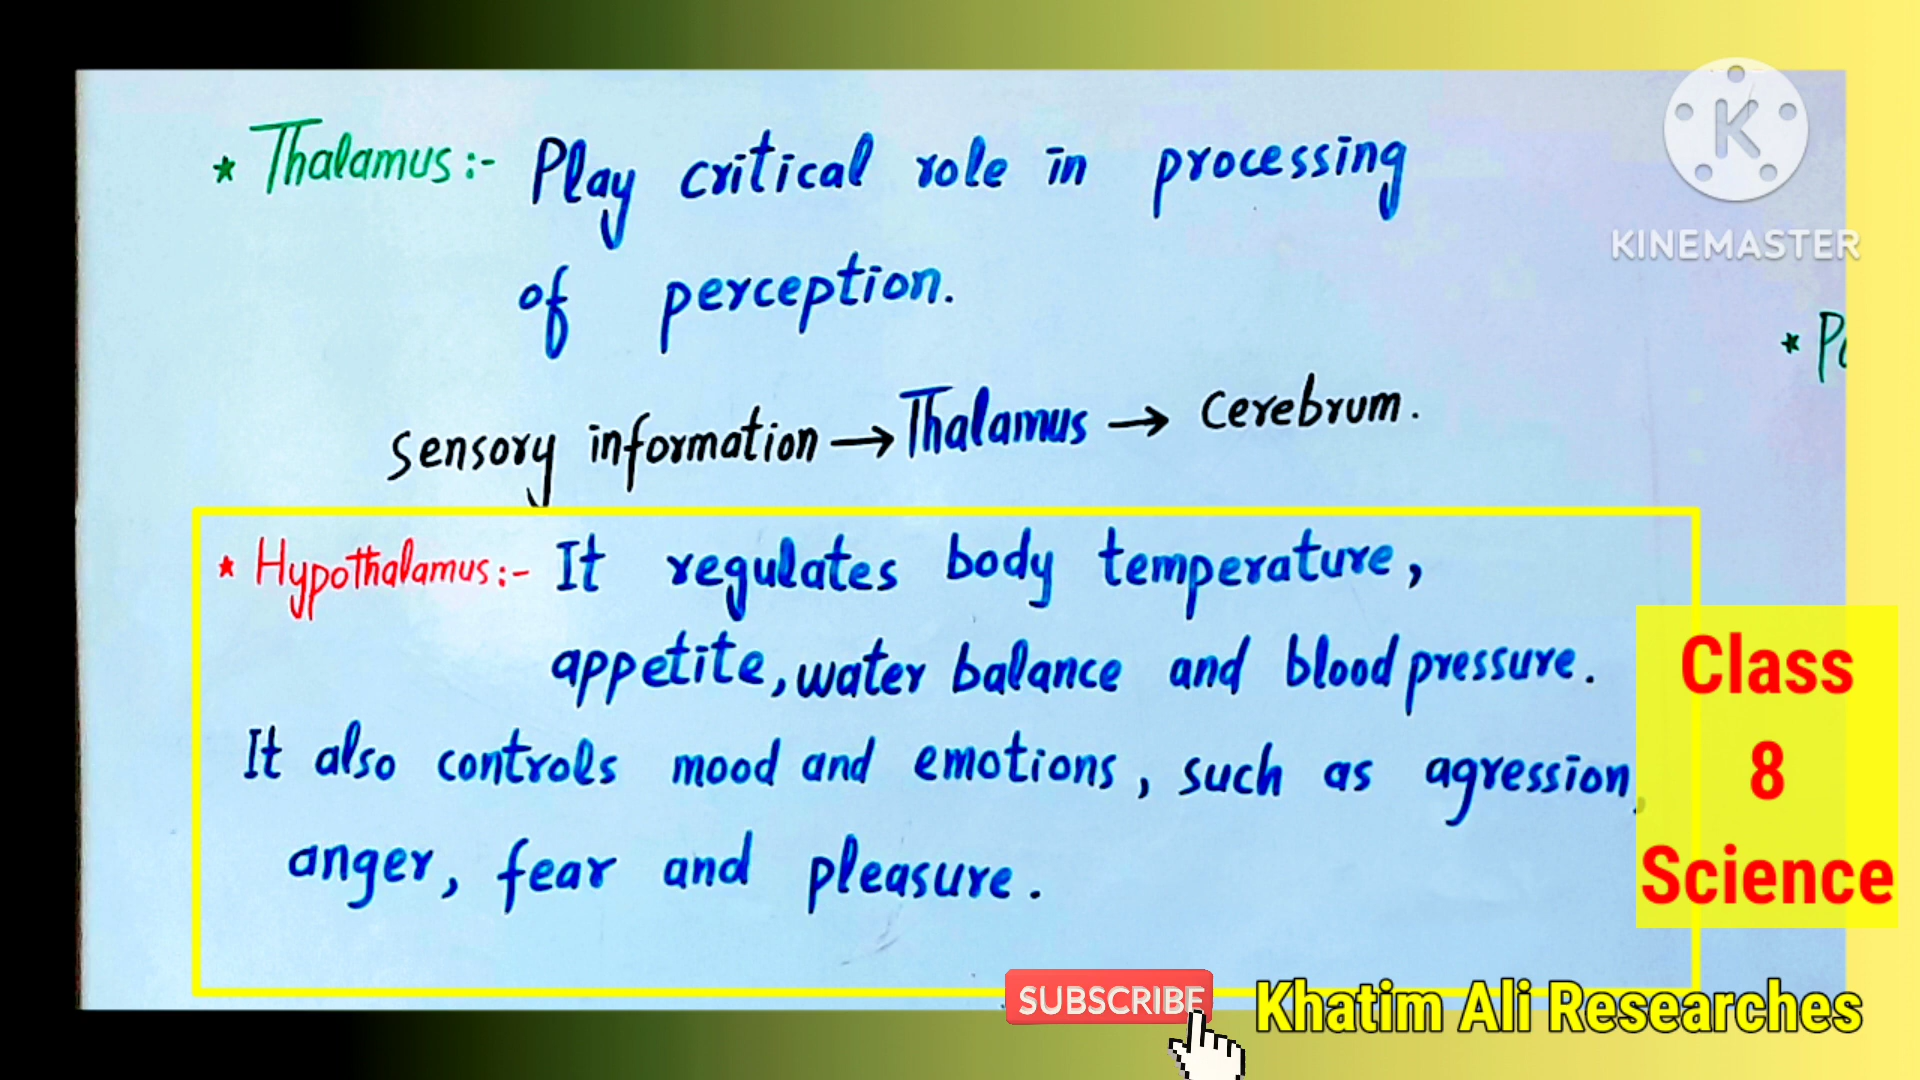 * Thalamus:- Play critical role in processing
of perception.
Sensory information → Thalamus → Cerebrum.
* Hypothalamus:- It regulates body temperature,
appetite, water balance and blood pressure.
It also controls mood and emotions, such as agression,
anger, fear and pleasure.
K
KINEMASTER
*
Class
8
Science
SUBSCRIBE
Khatim Ali Researches